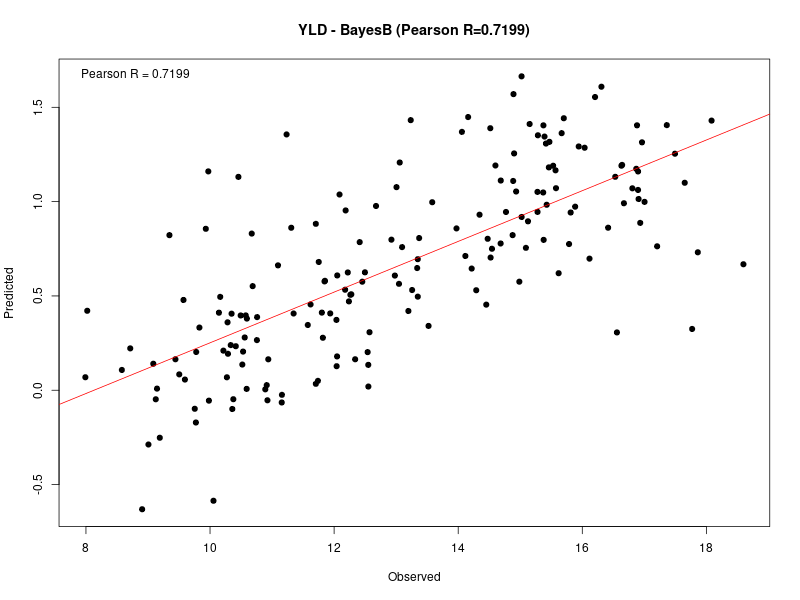 YLD - BayesB (Pearson R=0.7199)
Pearson R = 0.7199
1.5
1.0
0.5
0.0
-0.5
Predicted
8 10 12 14 16 18
Observed